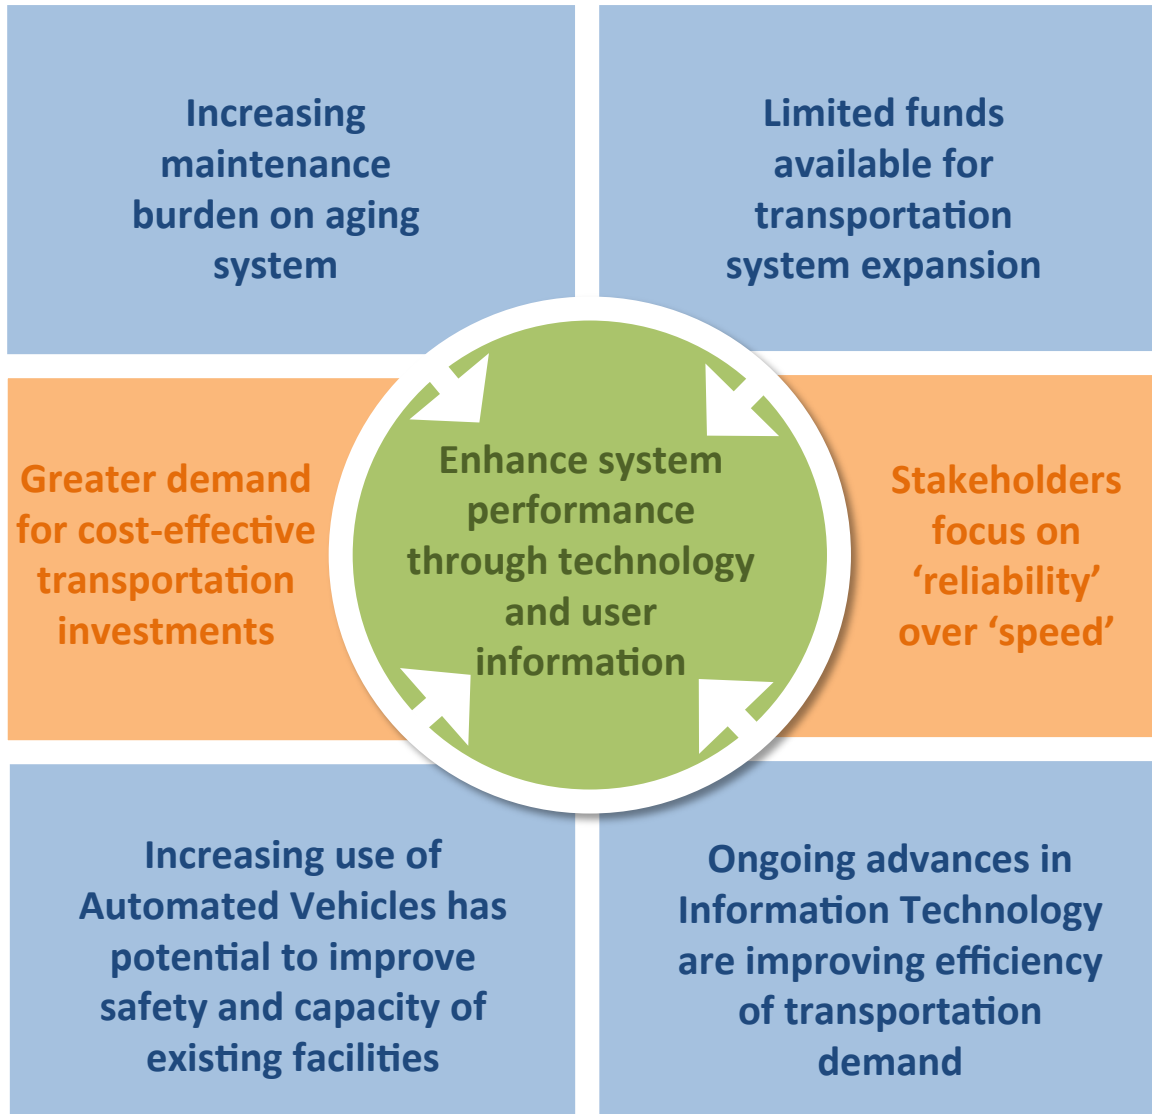 Increasing
maintenance
burden on aging
system
Limited funds
available for
transportation
system expansion
Greater demand
for cost-effective
transportation
investments
Enhance system
performance
through technology
and user
information
Stakeholders
focus on
‘reliability’
over ‘speed’
Increasing use of
Automated Vehicles has
potential to improve
safety and capacity of
existing facilities
Ongoing advances in
Information Technology
are improving efficiency
of transportation
demand